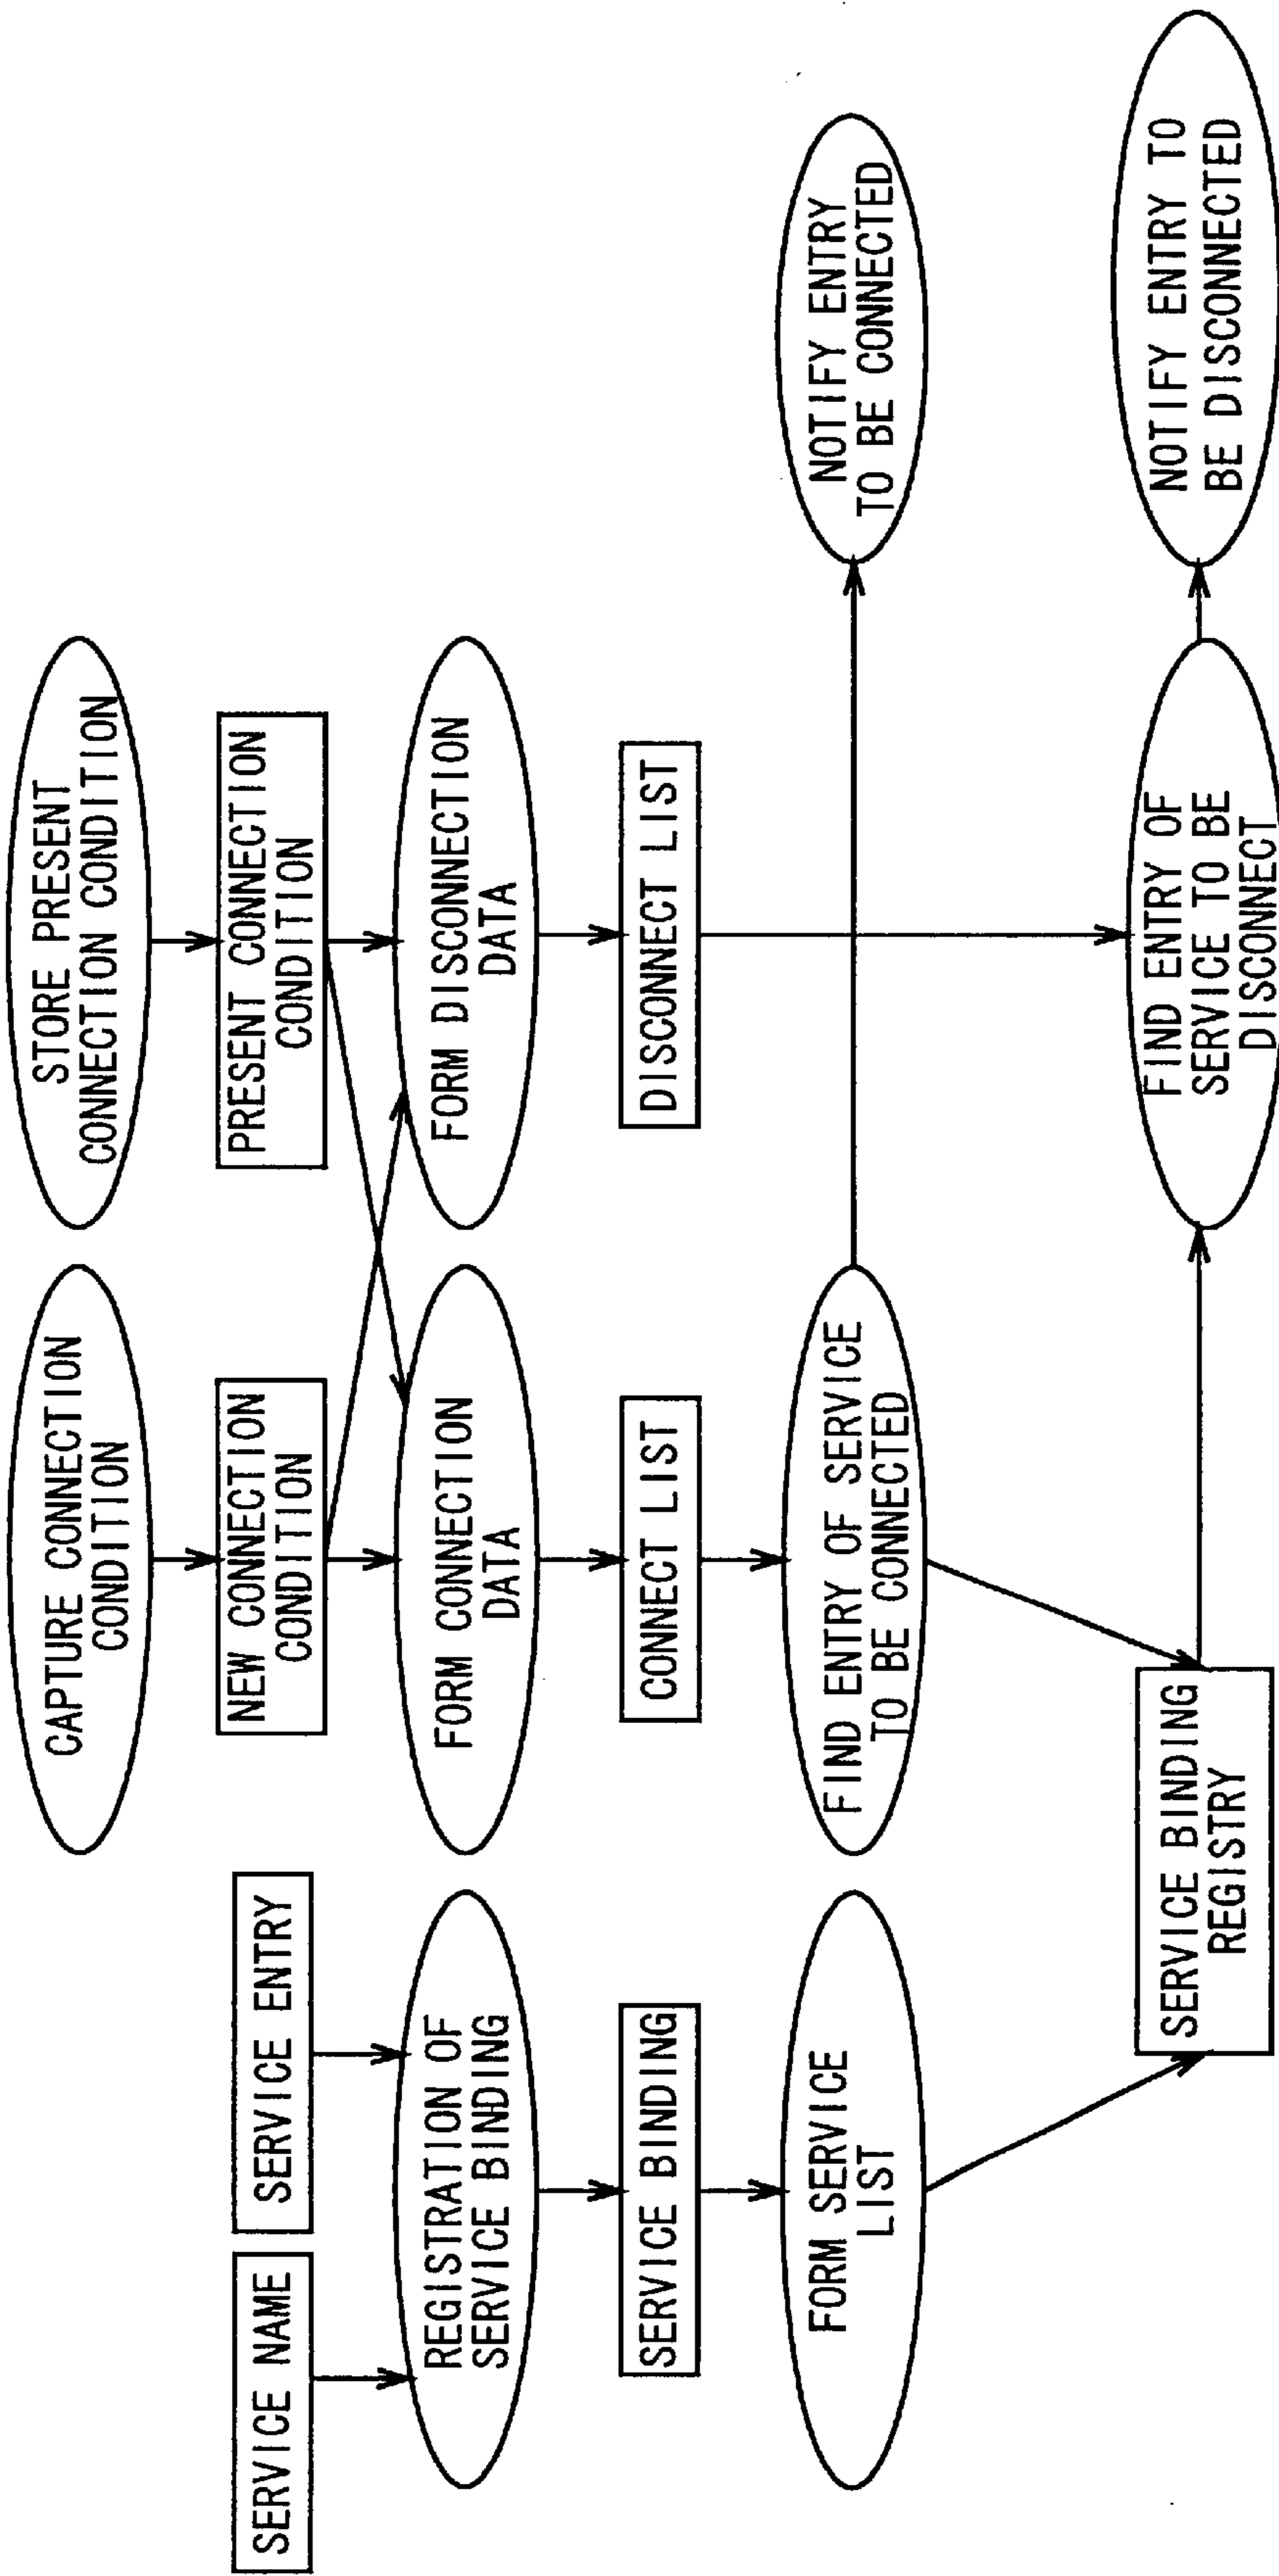 CAPTURE CONNECTION
CONDITION
STORE PRESENT
CONNECTION CONDITION
SERVICE NAME
SERVICE ENTRY
NEW CONNECTION
CONDITION
PRESENT CONNECTION
CONDITION
REGISTRATION OF
SERVICE BINDING
FORM CONNECTION
DATA
FORM DISCONNECTION
DATA
SERVICE BINDING
CONNECT LIST
DISCONNECT LIST
FORM SERVICE
LIST
FIND ENTRY OF SERVICE
TO BE CONNECTED
NOTIFY ENTRY
TO BE CONNECTED
SERVICE BINDING
REGISTRY
FIND ENTRY OF
SERVICE TO BE
DISCONNECT
NOTIFY ENTRY TO
BE DISCONNECTED